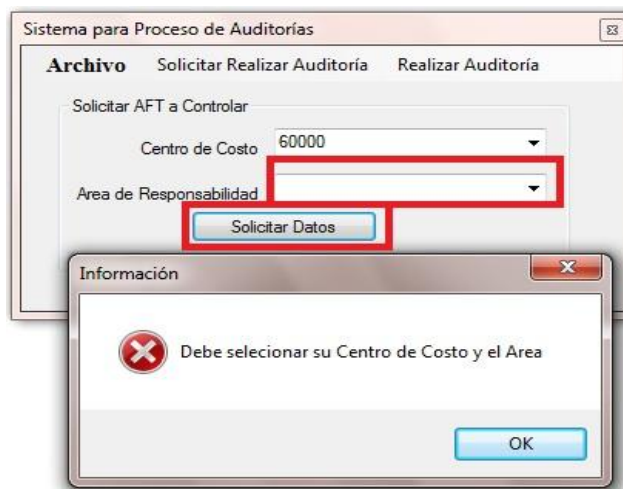 Sistema para Proceso de Auditorías
Archivo Solicitar Realizar Auditoría Realizar Auditoría
Solicitar AFT a Controlar
Centro de Costo 60000
Area de Responsabilidad
Solicitar Datos
Información
Debe selecionar su Centro de Costo y el Area
OK